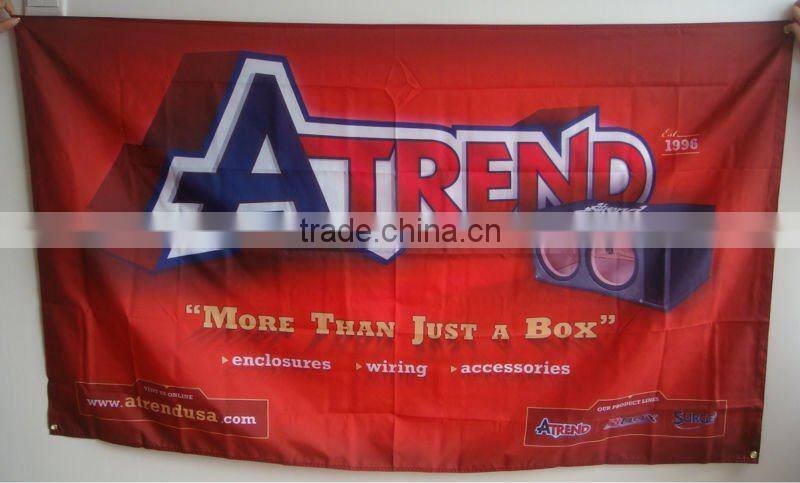 ATREND
Est.
1996
Atrend
trade.china.cn
"MORE THAN JUST A BOX"
enclosures wiring accessories
VISIT US ONLINE
www.atrendusa.com
OUR PRODUCT LINES
ATREND
SURGE